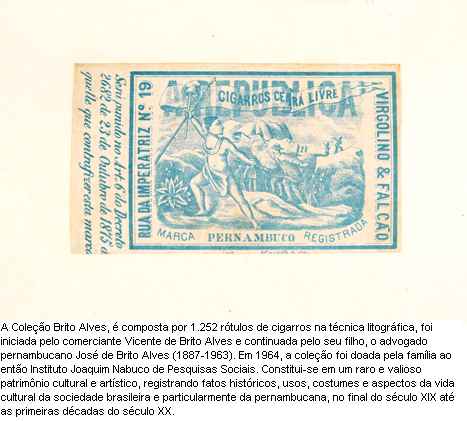 Será punido no Art. 6 do Decreto
2682 de 23 de Outubro de 1875 a
quelle que contrafizer esta marca
RUA DA IMPERATRIZ Nº 19
A REPUBLICA
CIGARROS CEARÁ LIVRE
VIRGOLINO & FALCÃO
MARCA PERNAMBUCO REGISTRADA
A Coleção Brito Alves, é composta por 1.252 rótulos de cigarros na técnica litográfica, foi
iniciada pelo comerciante Vicente de Brito Alves e continuada pelo seu filho, o advogado
pernambucano José de Brito Alves (1887-1963). Em 1964, a coleção foi doada pela família ao
então Instituto Joaquim Nabuco de Pesquisas Sociais. Constitui-se em um raro e valioso
patrimônio cultural e artístico, registrando fatos históricos, usos, costumes e aspectos da vida
cultural da sociedade brasileira e particularmente da pernambucana, no final do século XIX até
as primeiras décadas do século XX.